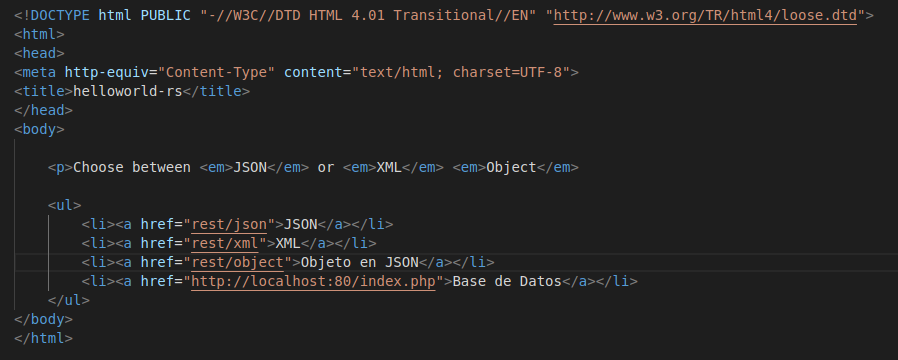 <!DOCTYPE html PUBLIC "-//W3C//DTD HTML 4.01 Transitional//EN" "http://www.w3.org/TR/html4/loose.dtd">
<html>
<head>
<meta http-equiv="Content-Type" content="text/html; charset=UTF-8">
<title>helloworld-rs</title>
</head>
<body>
<p>Choose between <em>JSON</em> or <em>XML</em> <em>Object</em>
<ul>
<li><a href="rest/json">JSON</a></li>
<li><a href="rest/xml">XML</a></li>
<li><a href="rest/object">Objeto en JSON</a></li>
<li><a href="http://localhost:80/index.php">Base de Datos</a></li>
</ul>
</body>
</html>